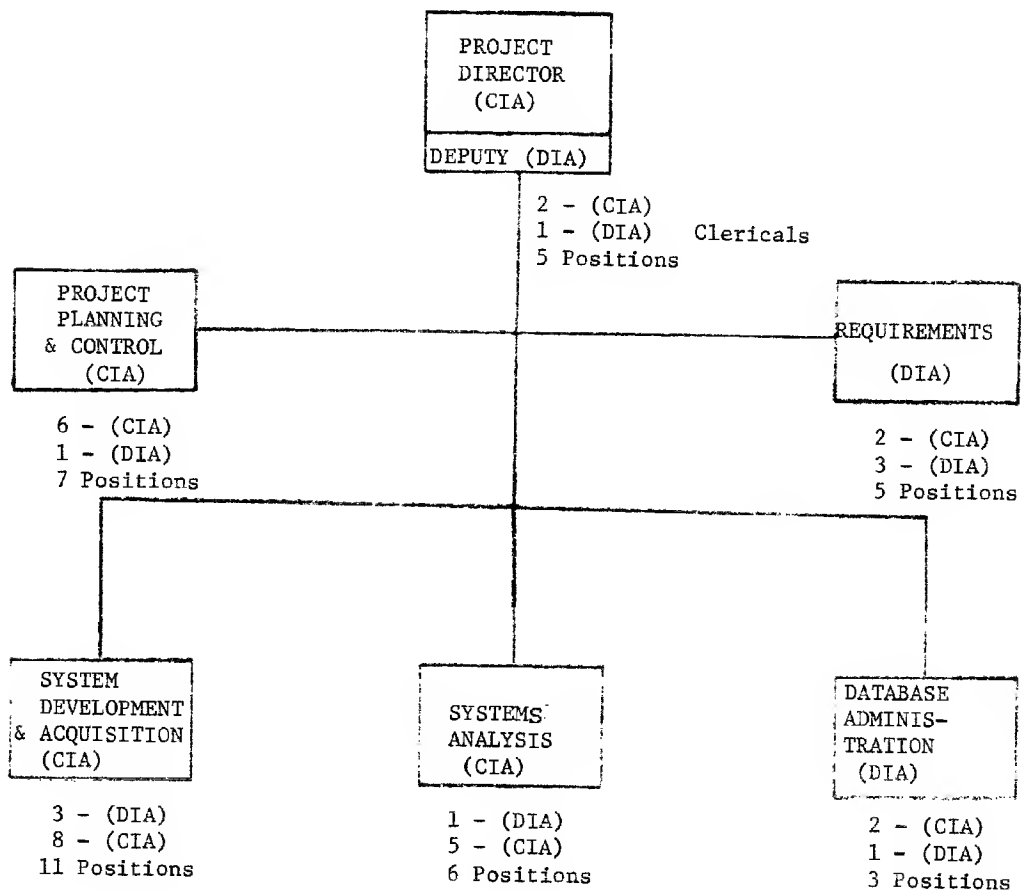 PROJECT
DIRECTOR
(CIA)
DEPUTY (DIA)
2 - (CIA)
1 - (DIA) Clericals
5 Positions
PROJECT
PLANNING
& CONTROL
(CIA)
6 - (CIA)
1 - (DIA)
7 Positions
REQUIREMENTS
(DIA)
2 - (CIA)
3 - (DIA)
5 Positions
SYSTEM
DEVELOPMENT
& ACQUISITION
(CIA)
3 - (DIA)
8 - (CIA)
11 Positions
SYSTEMS
ANALYSIS
(CIA)
1 - (DIA)
5 - (CIA)
6 Positions
DATABASE
ADMINIS-
TRATION
(DIA)
2 - (CIA)
1 - (DIA)
3 Positions